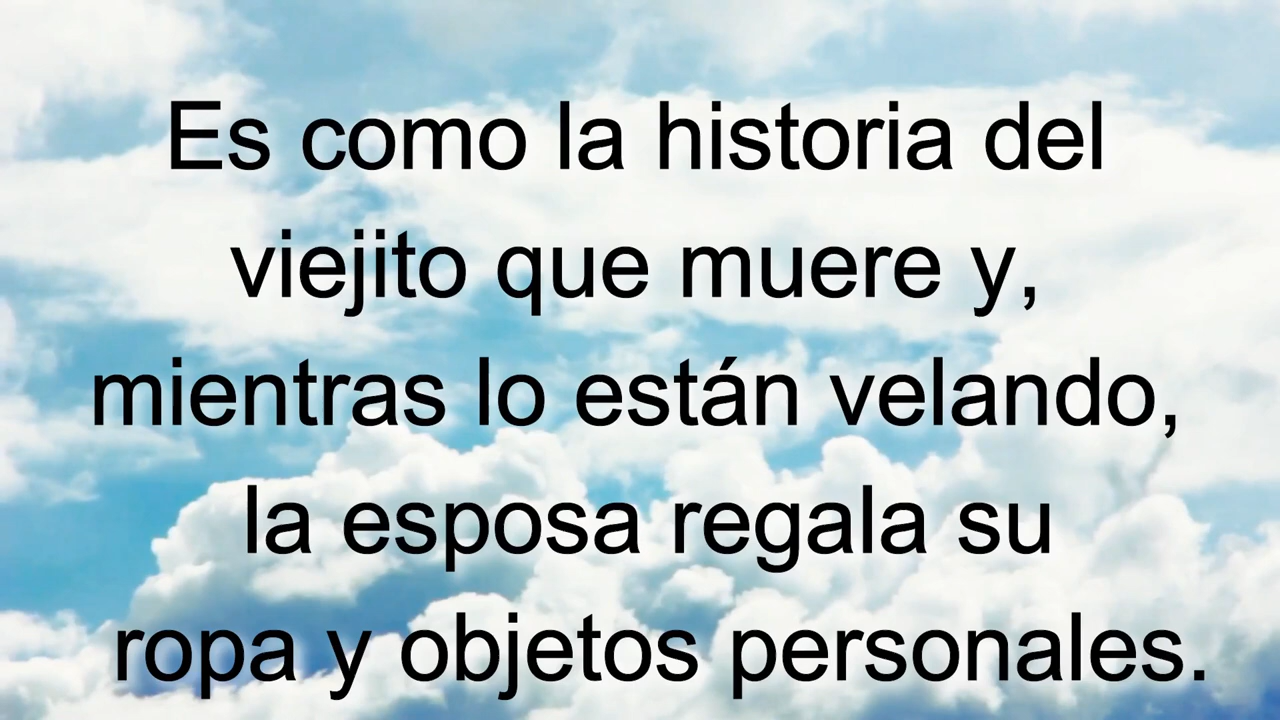 Es como la historia del
viejito que muere y,
mientras lo están velando,
la esposa regala su
ropa y objetos personales.